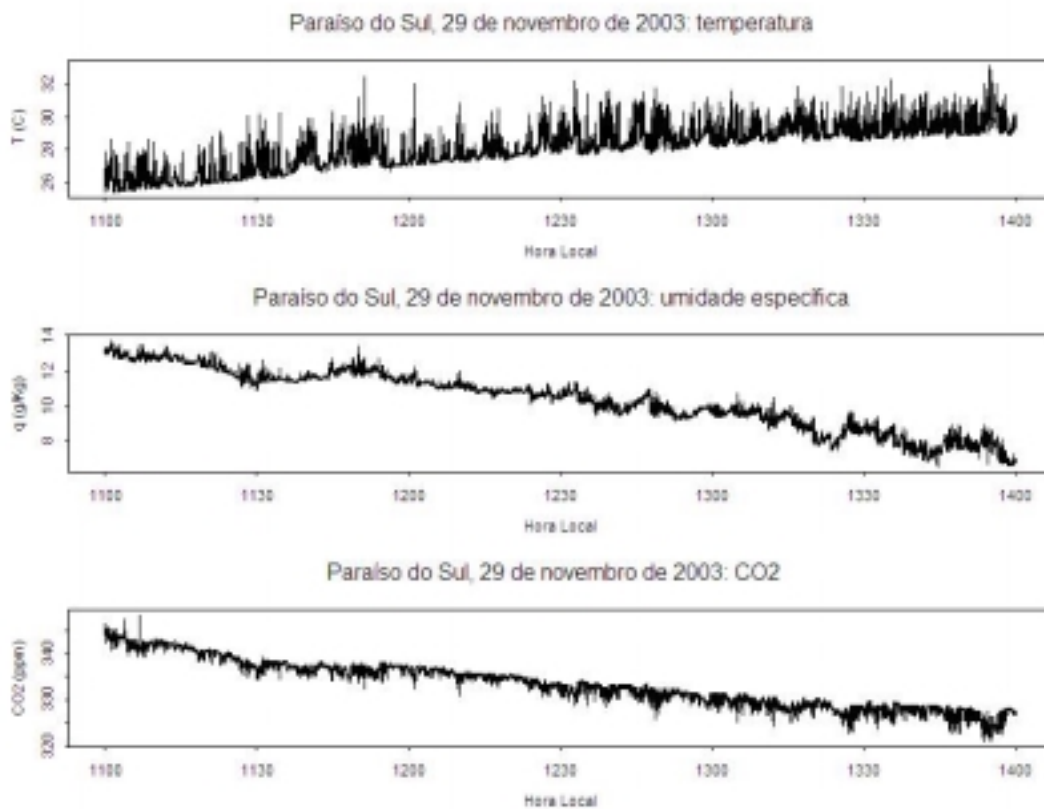 Paraíso do Sul, 29 de novembro de 2003: temperatura
T (C)
32
30
28
26
1100 1130 1200 1230 1300 1330 1400
Hora Local
Paraíso do Sul, 29 de novembro de 2003: umidade específica
q (g/Kg)
14
12
10
8
1100 1130 1200 1230 1300 1330 1400
Hora Local
Paraíso do Sul, 29 de novembro de 2003: CO2
CO2 (ppm)
340
330
320
1100 1130 1200 1230 1300 1330 1400
Hora Local